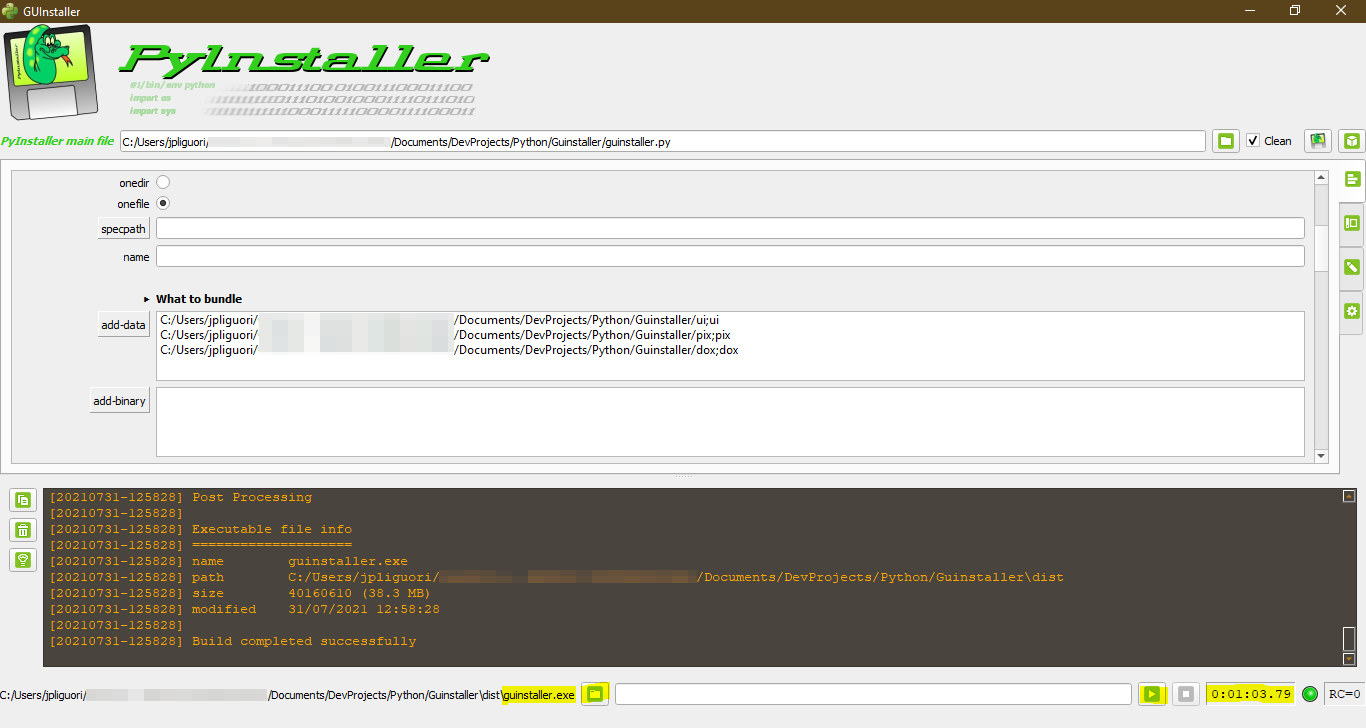 GUInstaller
PyInstaller
#!/bin/env python
import os
import sys
PyInstaller main file C:/Users/jpliguori/ /Documents/DevProjects/Python/Guinstaller/guinstaller.py Clean
onedir
onefile
specpath
name
What to bundle
add-data
C:/Users/jpliguori/ /Documents/DevProjects/Python/Guinstaller/ui;ui
C:/Users/jpliguori/ /Documents/DevProjects/Python/Guinstaller/pix;pix
C:/Users/jpliguori/ /Documents/DevProjects/Python/Guinstaller/dox;dox
add-binary
[20210731-125828] Post Processing
[20210731-125828]
[20210731-125828] Executable file info
[20210731-125828] ====================
[20210731-125828] name guinstaller.exe
[20210731-125828] path C:/Users/jpliguori/ /Documents/DevProjects/Python/Guinstaller\dist
[20210731-125828] size 40160610 (38.3 MB)
[20210731-125828] modified 31/07/2021 12:58:28
[20210731-125828]
[20210731-125828] Build completed successfully
C:/Users/jpliguori/ /Documents/DevProjects/Python/Guinstaller\dist\guinstaller.exe 0:01:03.79 RC=0